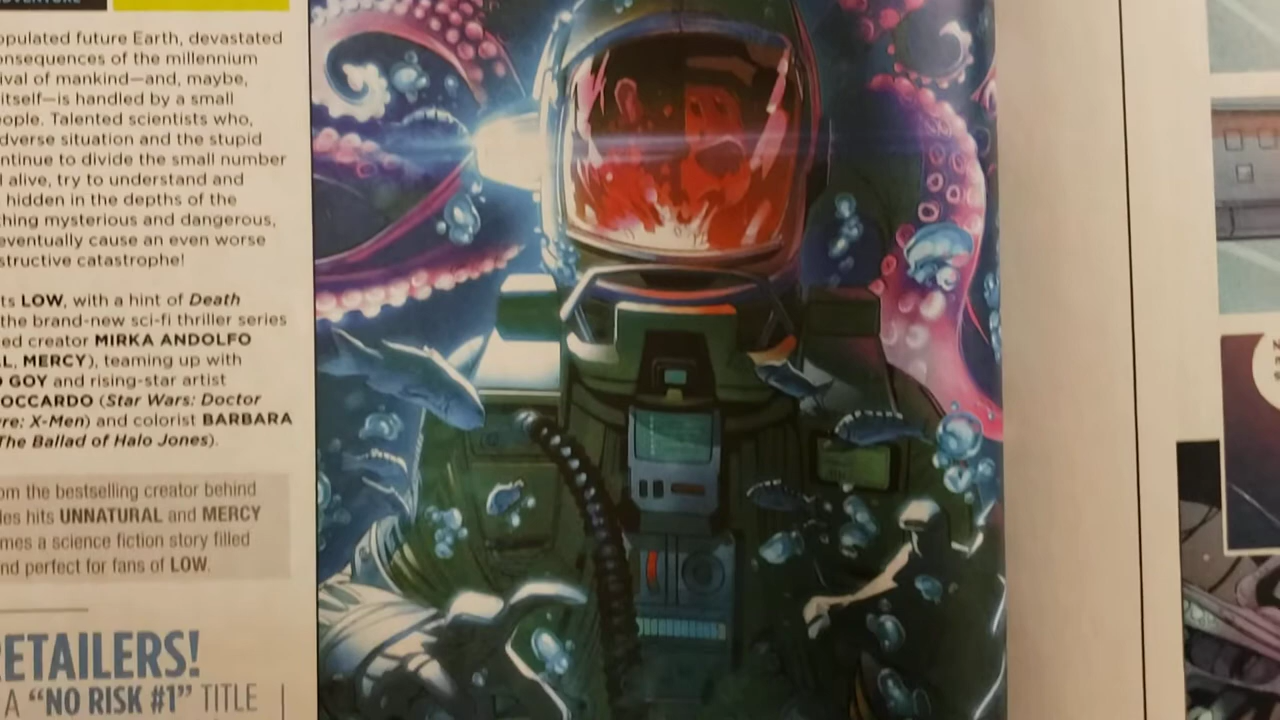 opulated future Earth, devastated
onsequences of the millennium
ival of mankind—and, maybe,
itself—is handled by a small
eople. Talented scientists who,
dverse situation and the stupid
ntinue to divide the small number
l alive, try to understand and
hidden in the depths of the
thing mysterious and dangerous,
eventually cause an even worse
structive catastrophe!
ts LOW, with a hint of Death
the brand-new sci-fi thriller series
ed creator MIRKA ANDOLFO
L, MERCY), teaming up with
O GOY and rising-star artist
OCCARDO (Star Wars: Doctor
re: X-Men) and colorist BARBARA
The Ballad of Halo Jones).
om the bestselling creator behind
les hits UNNATURAL and MERCY
mes a science fiction story filled
nd perfect for fans of LOW.
RETAILERS!
A “NO RISK #1” TITLE